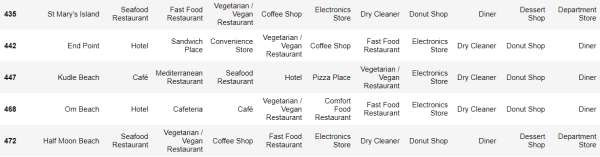 435 St Mary's Island Seafood Restaurant Fast Food Restaurant Vegetarian / Vegan Restaurant Coffee Shop Electronics Store Dry Cleaner Donut Shop Diner Dessert Shop Department Store
442 End Point Hotel Sandwich Place Convenience Store Vegetarian / Vegan Restaurant Coffee Shop Fast Food Restaurant Electronics Store Dry Cleaner Donut Shop Diner
447 Kudle Beach Café Mediterranean Restaurant Seafood Restaurant Hotel Pizza Place Vegetarian / Vegan Restaurant Electronics Store Dry Cleaner Donut Shop Diner
468 Om Beach Hotel Cafeteria Café Vegetarian / Vegan Restaurant Comfort Food Restaurant Fast Food Restaurant Electronics Store Dry Cleaner Donut Shop Diner
472 Half Moon Beach Seafood Restaurant Vegetarian / Vegan Restaurant Coffee Shop Fast Food Restaurant Electronics Store Dry Cleaner Donut Shop Diner Dessert Shop Department Store